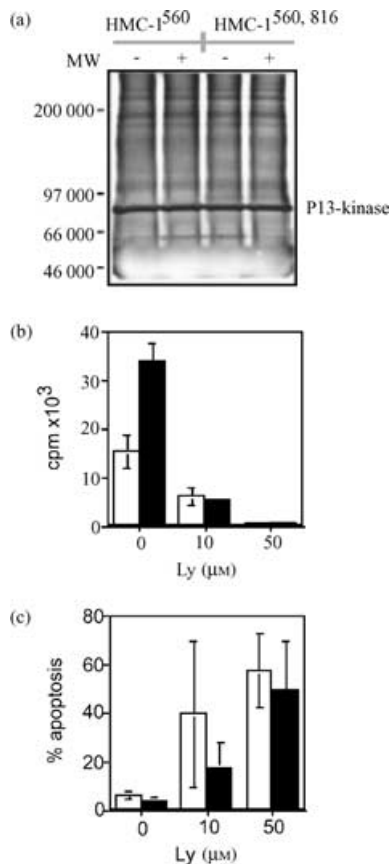 (a)
HMC-1560 HMC-1560, 816
MW - + - +
200 000
97 000
P13-kinase
66 000
46 000
(b)
cpm x103
40
30
20
10
0
0 10 50
Ly (μM)
(c)
% apoptosis
80
60
40
20
0
0 10 50
Ly (μM)